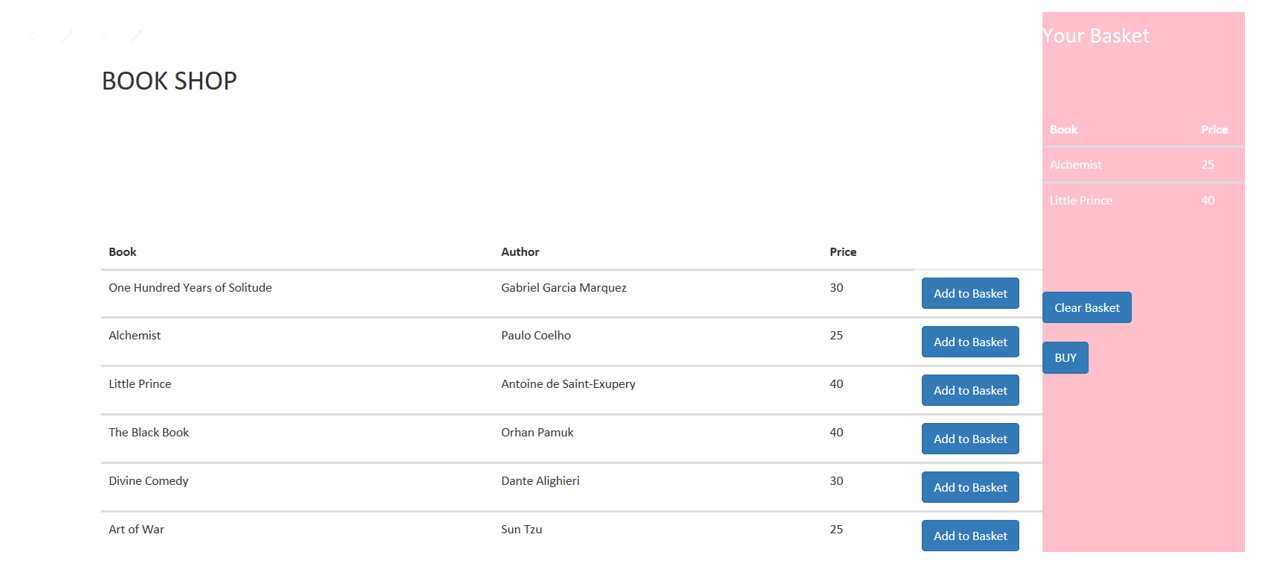 BOOK SHOP
Book Author Price
One Hundred Years of Solitude Gabriel Garcia Marquez 30 Add to Basket
Alchemist Paulo Coelho 25 Add to Basket
Little Prince Antoine de Saint-Exupery 40 Add to Basket
The Black Book Orhan Pamuk 40 Add to Basket
Divine Comedy Dante Alighieri 30 Add to Basket
Art of War Sun Tzu 25 Add to Basket
Your Basket
Book Price
Alchemist 25
Little Prince 40
Clear Basket
BUY